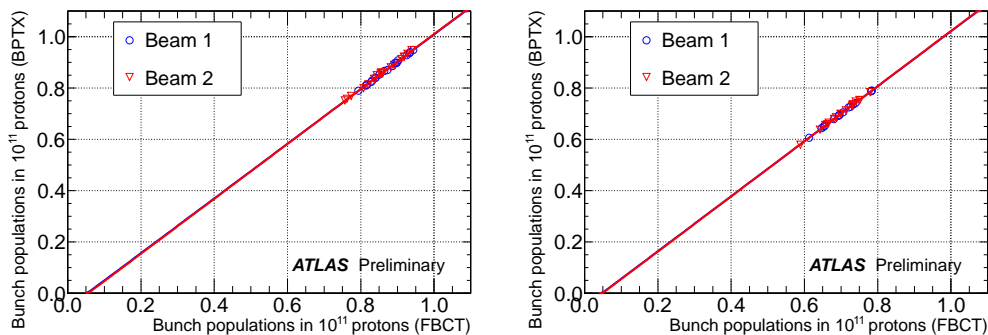 Bunch populations in 10¹¹ protons (BPTX)
1.0
0.8
0.6
0.4
0.2
0.0
Beam 1
Beam 2
ATLAS Preliminary
0.0 0.2 0.4 0.6 0.8 1.0
Bunch populations in 10¹¹ protons (FBCT)
Bunch populations in 10¹¹ protons (BPTX)
1.0
0.8
0.6
0.4
0.2
0.0
Beam 1
Beam 2
ATLAS Preliminary
0.0 0.2 0.4 0.6 0.8 1.0
Bunch populations in 10¹¹ protons (FBCT)